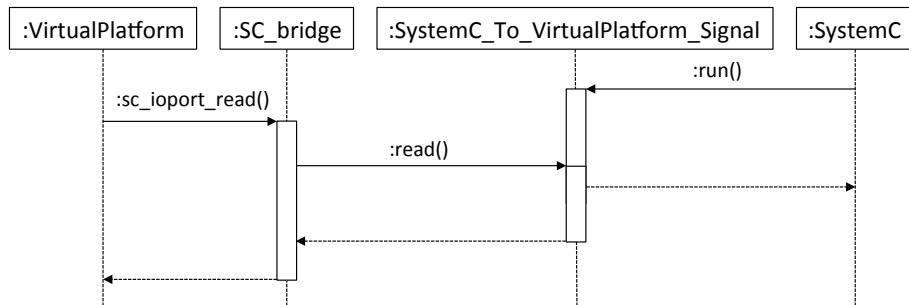 :VirtualPlatform
:SC_bridge
:SystemC_To_VirtualPlatform_Signal
:SystemC
:run()
:sc_ioport_read()
:read()